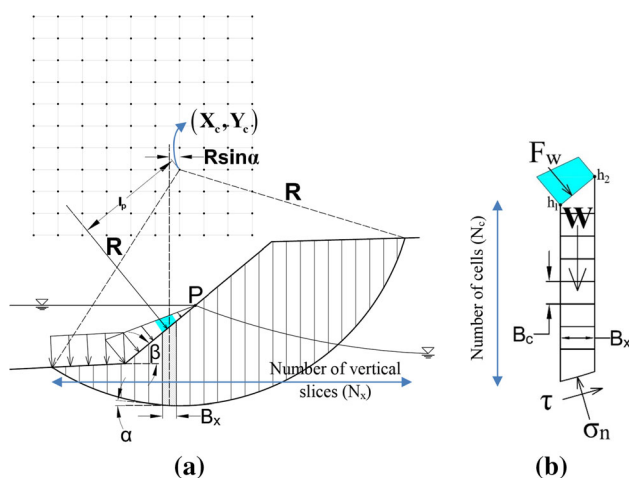 (X_c, Y_c)
Rsinα
l_p
R
R
P
β
Number of vertical
slices (N_x)
B_x
α
(a)
F_w
h_2
h_1
W
Number of cells (N_c)
B_c
B_x
τ
σ_n
(b)